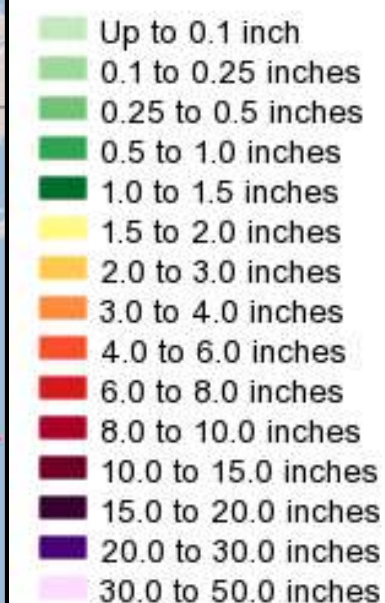 Up to 0.1 inch
0.1 to 0.25 inches
0.25 to 0.5 inches
0.5 to 1.0 inches
1.0 to 1.5 inches
1.5 to 2.0 inches
2.0 to 3.0 inches
3.0 to 4.0 inches
4.0 to 6.0 inches
6.0 to 8.0 inches
8.0 to 10.0 inches
10.0 to 15.0 inches
15.0 to 20.0 inches
20.0 to 30.0 inches
30.0 to 50.0 inches